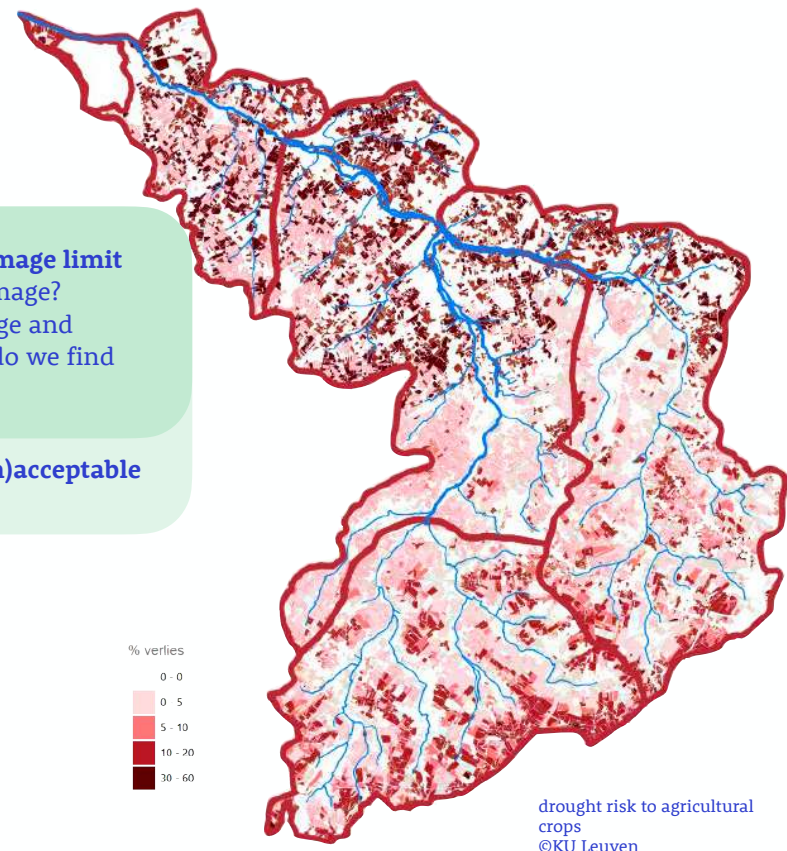 mage limit
mage?
ge and
lo we find
)acceptable
% verlies
0 - 0
0 5
5 - 10
10 - 20
30 - 60
drought risk to agricultural
crops
©KU Leuven